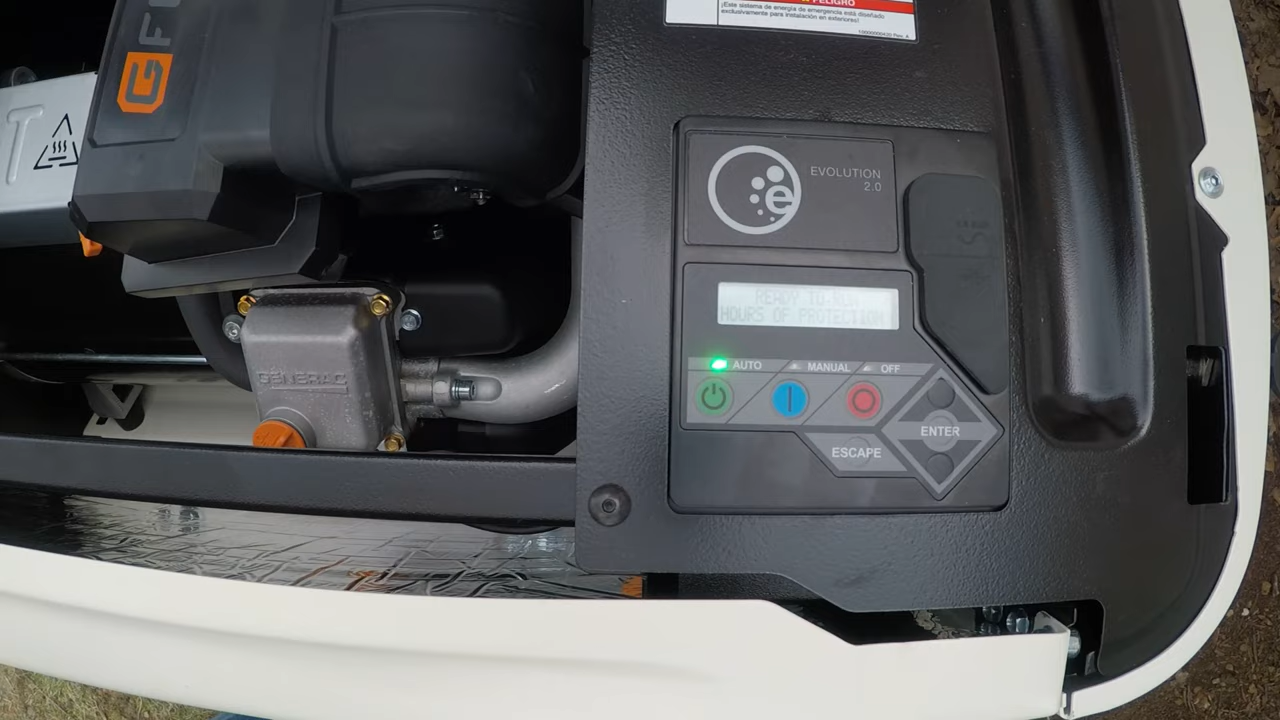 PELIGRO
¡Este sistema de energía de emergencia está diseñado
exclusivamente para instalación en exteriores!
G F
T
e
EVOLUTION
2.0
READY TO RUN
HOURS OF PROTECTION
AUTO
MANUAL
OFF
ENTER
ESCAPE
GENERAC